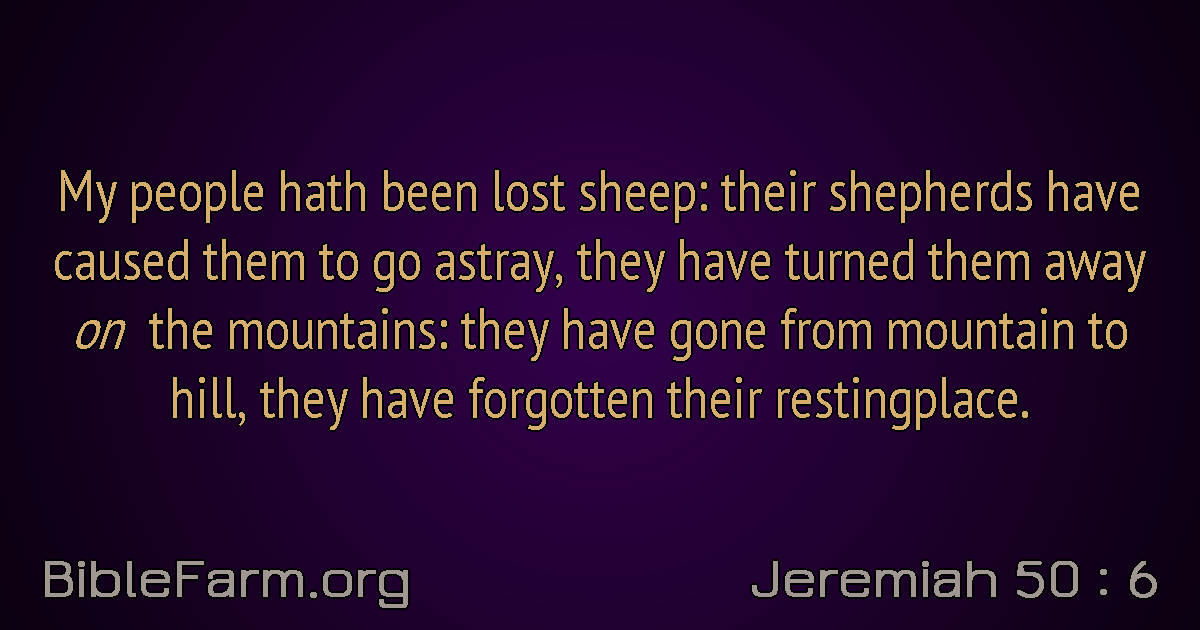 My people hath been lost sheep: their shepherds have
caused them to go astray, they have turned them away
on the mountains: they have gone from mountain to
hill, they have forgotten their restingplace.
BibleFarm.org
Jeremiah 50 : 6